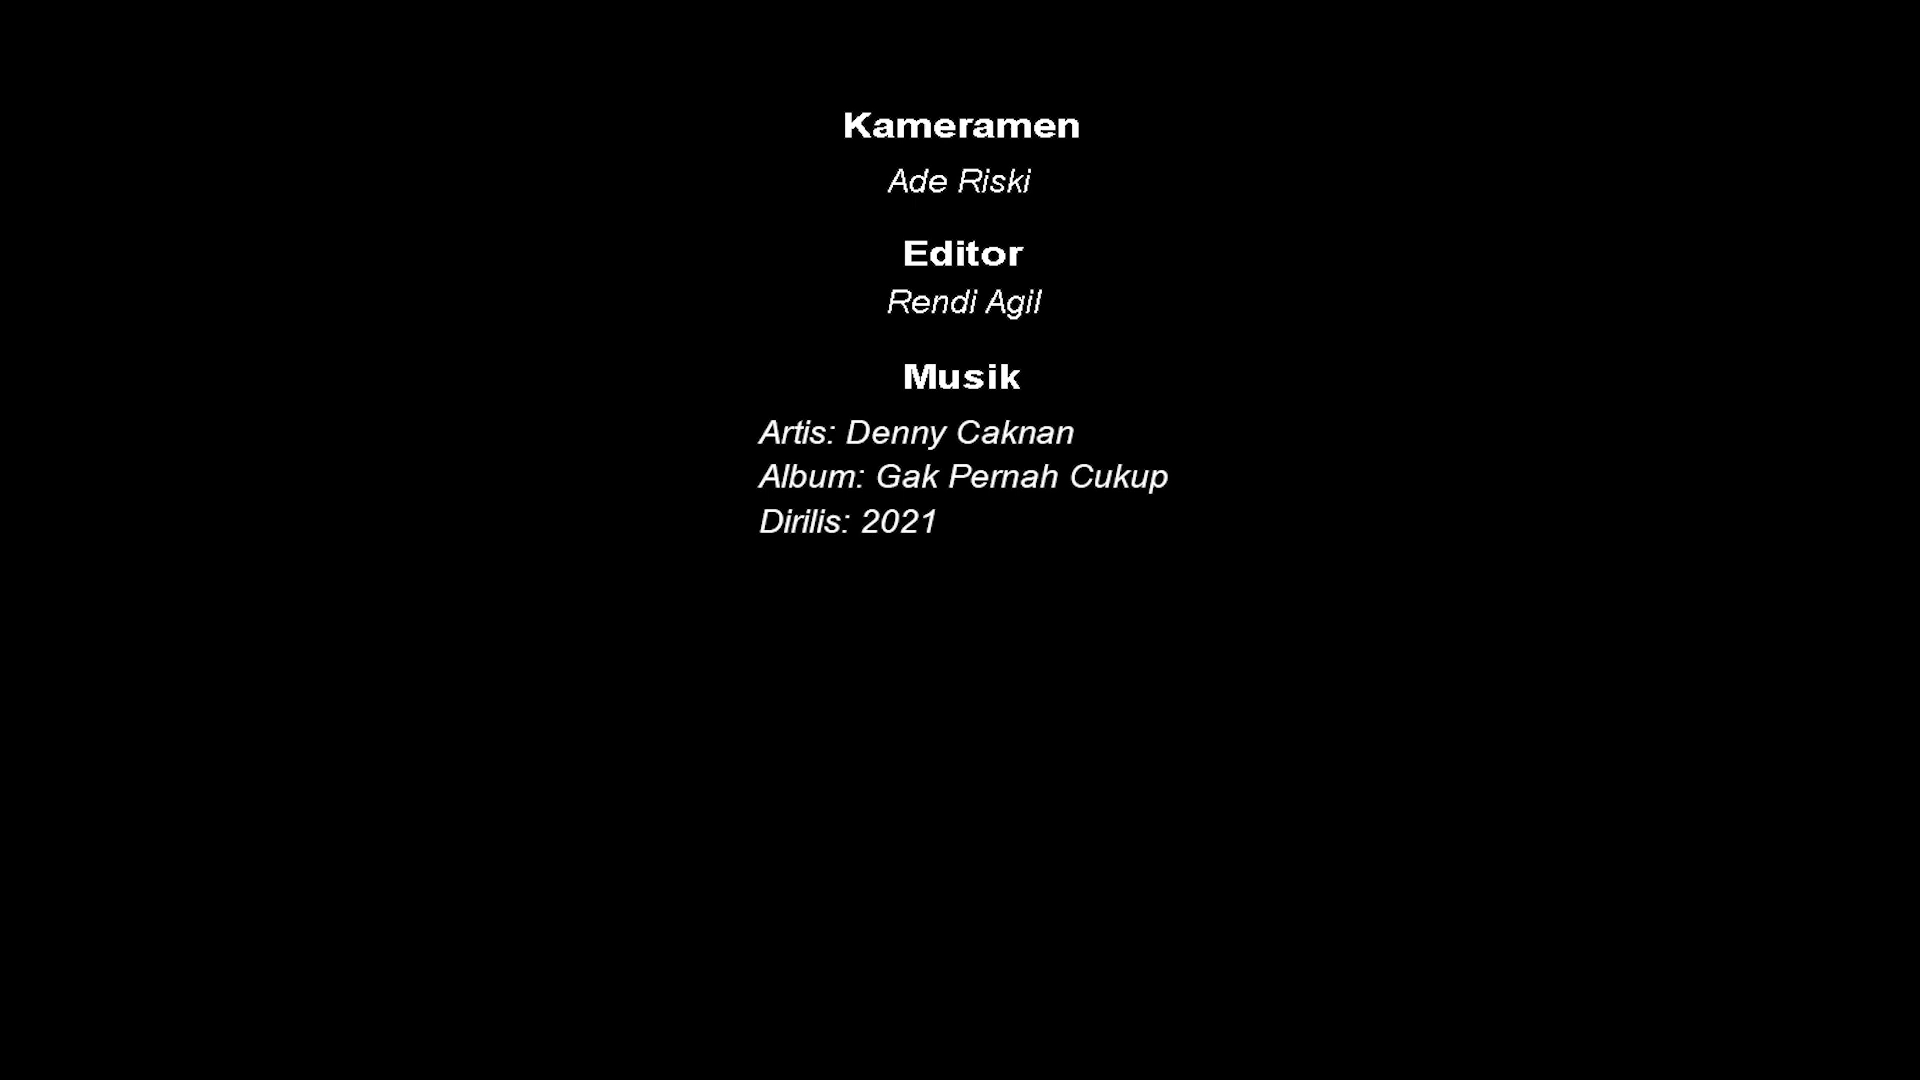 Kameramen
Ade Riski
Editor
Rendi Agil
Musik
Artis: Denny Caknan
Album: Gak Pernah Cukup
Dirilis: 2021